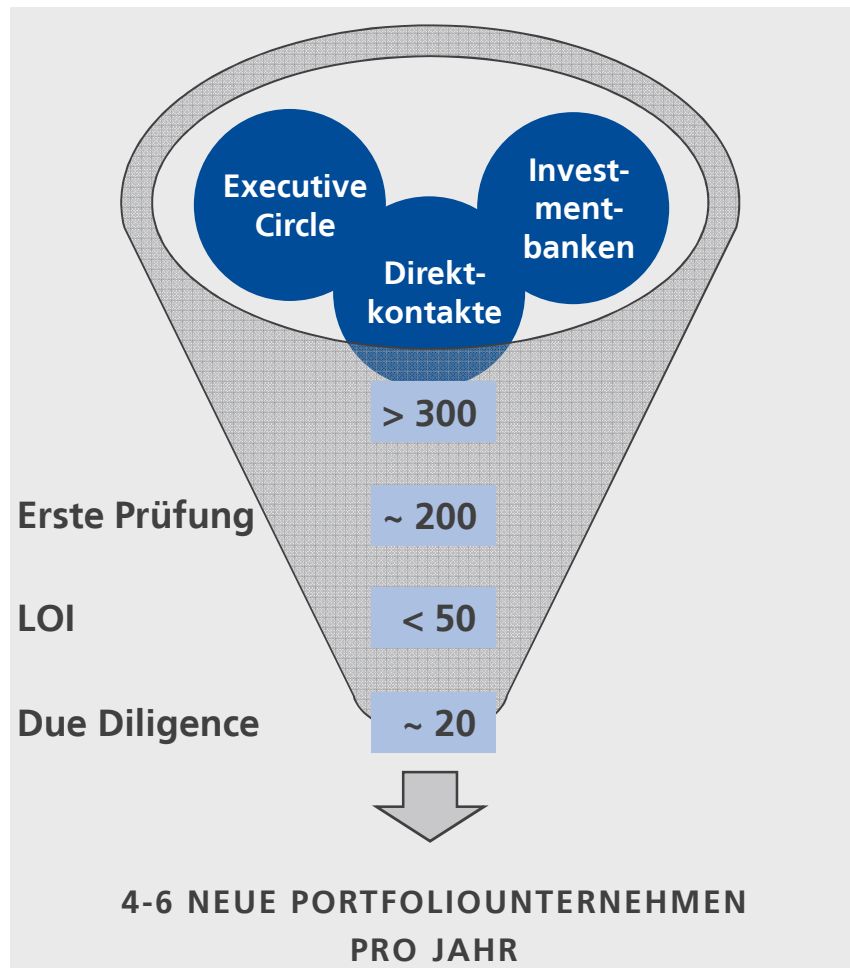 Executive
Circle
Invest-
ment-
banken
Direkt-
kontakte
> 300
Erste Prüfung ~ 200
LOI < 50
Due Diligence ~ 20
4-6 NEUE PORTFOLIOUNTERNEHMEN
PRO JAHR